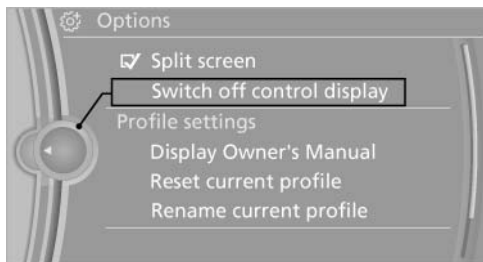 Options
Split screen
Switch off control display
Profile settings
Display Owner's Manual
Reset current profile
Rename current profile